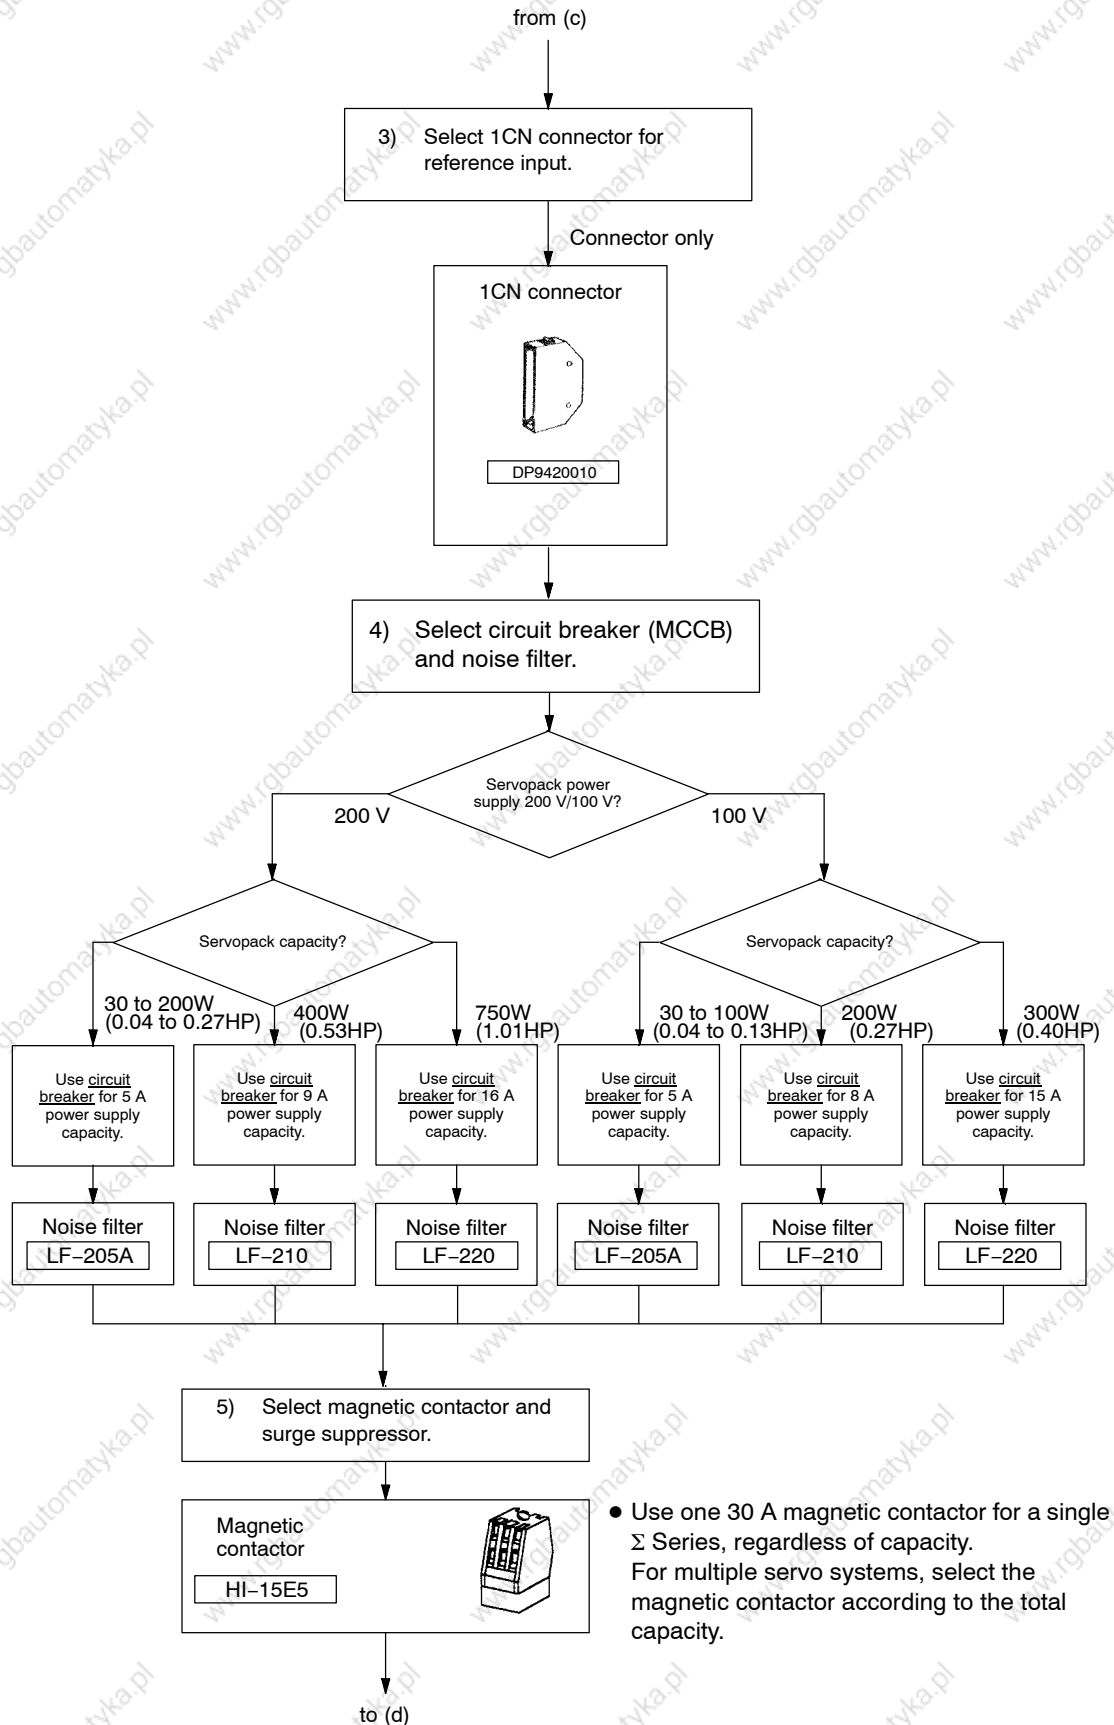 from (c)
3) Select 1CN connector for
reference input.
Connector only
1CN connector
DP9420010
4) Select circuit breaker (MCCB)
and noise filter.
Servopack power
supply 200 V/100 V?
200 V
100 V
Servopack capacity?
Servopack capacity?
30 to 200W
(0.04 to 0.27HP)
400W
(0.53HP)
750W
(1.01HP)
30 to 100W
(0.04 to 0.13HP)
200W
(0.27HP)
300W
(0.40HP)
Use circuit
breaker for 5 A
power supply
capacity.
Use circuit
breaker for 9 A
power supply
capacity.
Use circuit
breaker for 16 A
power supply
capacity.
Use circuit
breaker for 5 A
power supply
capacity.
Use circuit
breaker for 8 A
power supply
capacity.
Use circuit
breaker for 15 A
power supply
capacity.
Noise filter
LF−205A
Noise filter
LF−210
Noise filter
LF−220
Noise filter
LF−205A
Noise filter
LF−210
Noise filter
LF−220
5) Select magnetic contactor and
surge suppressor.
Magnetic
contactor
HI−15E5
● Use one 30 A magnetic contactor for a single
Σ Series, regardless of capacity.
For multiple servo systems, select the
magnetic contactor according to the total
capacity.
to (d)
www.rgbautomatyka.pl